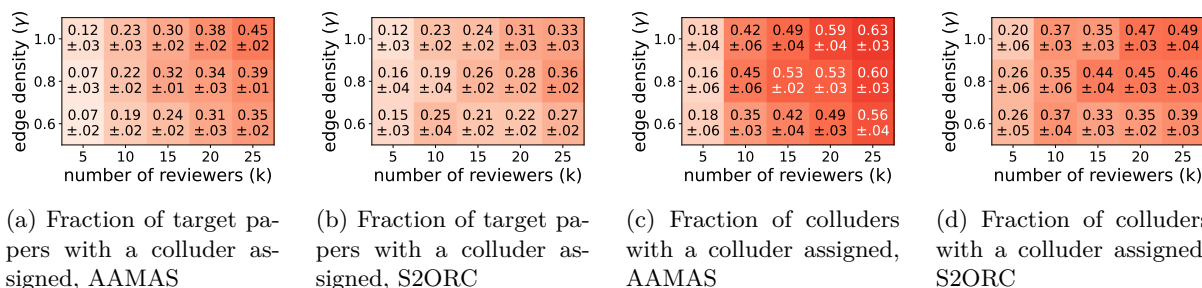 edge density (γ)
1.0
0.8
0.6
0.12 0.23 0.30 0.38 0.45
±.03 ±.03 ±.02 ±.02 ±.02
0.07 0.22 0.32 0.34 0.39
±.03 ±.02 ±.01 ±.03 ±.01
0.07 0.19 0.24 0.31 0.35
±.02 ±.02 ±.02 ±.03 ±.02
5 10 15 20 25
number of reviewers (k)
(a) Fraction of target pa-
pers with a colluder as-
signed, AAMAS
edge density (γ)
1.0
0.8
0.6
0.12 0.23 0.24 0.31 0.33
±.03 ±.02 ±.02 ±.03 ±.03
0.16 0.19 0.26 0.28 0.36
±.04 ±.04 ±.02 ±.02 ±.02
0.15 0.25 0.21 0.22 0.27
±.03 ±.04 ±.02 ±.02 ±.02
5 10 15 20 25
number of reviewers (k)
(b) Fraction of target pa-
pers with a colluder as-
signed, S2ORC
edge density (γ)
1.0
0.8
0.6
0.18 0.42 0.49 0.59 0.63
±.04 ±.06 ±.04 ±.04 ±.03
0.16 0.45 0.53 0.53 0.60
±.06 ±.06 ±.02 ±.03 ±.03
0.18 0.35 0.42 0.49 0.56
±.06 ±.03 ±.04 ±.03 ±.04
5 10 15 20 25
number of reviewers (k)
(c) Fraction of colluders
with a colluder assigned,
AAMAS
edge density (γ)
1.0
0.8
0.6
0.20 0.37 0.35 0.47 0.49
±.06 ±.03 ±.03 ±.03 ±.04
0.26 0.35 0.44 0.45 0.46
±.06 ±.03 ±.04 ±.03 ±.03
0.26 0.37 0.33 0.35 0.39
±.05 ±.04 ±.03 ±.03 ±.03
5 10 15 20 25
number of reviewers (k)
(d) Fraction of colluders
with a colluder assigned
S2ORC